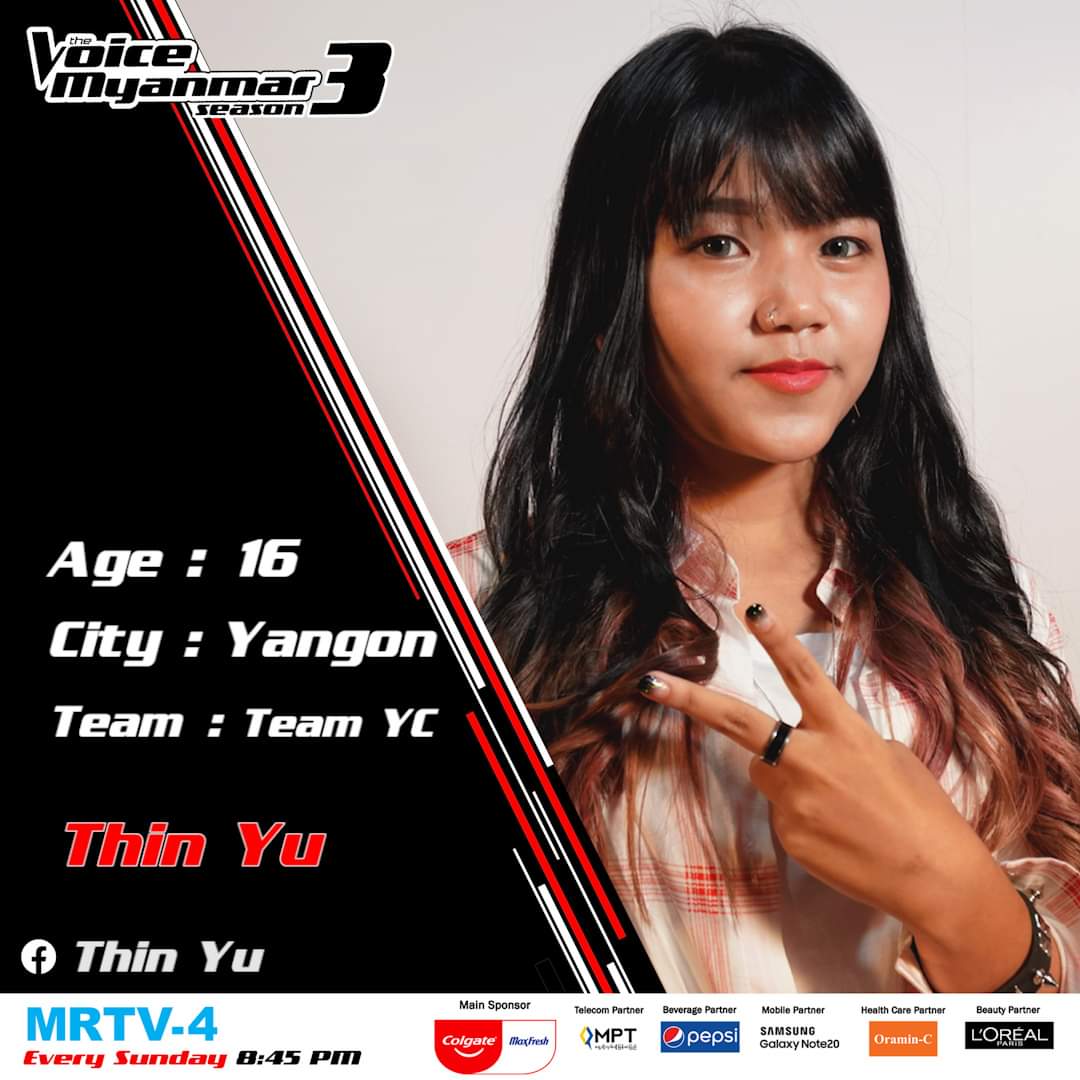 the
Voice
Myanmar
season 3
Age : 16
City : Yangon
Team : Team YC
Thin Yu
Thin Yu
MRTV-4
Every Sunday 8:45 PM
Main Sponsor
Colgate MaxFresh
Telecom Partner
MPT
Beverage Partner
pepsi
Mobile Partner
SAMSUNG
Galaxy Note20
Health Care Partner
Oramin-C
Beauty Partner
L'ORÉAL
PARIS